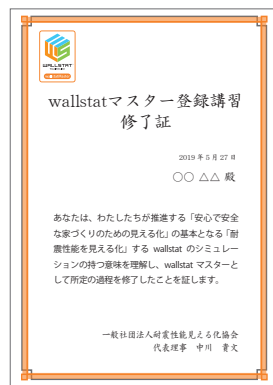 WALLSTAT
wallstatマスター登録講習
修了証
2019年5月27日
○○ △△ 殿
あなたは、わたしたちが推進する「安心で安全
な家づくりのための見える化」の基本となる「耐
震性能を見える化」する wallstat のシミュレー
ションの持つ意味を理解し、wallstat マスターと
して所定の過程を修了したことを証します。
一般社団法人耐震性能見える化協会
代表理事 中川 貴文